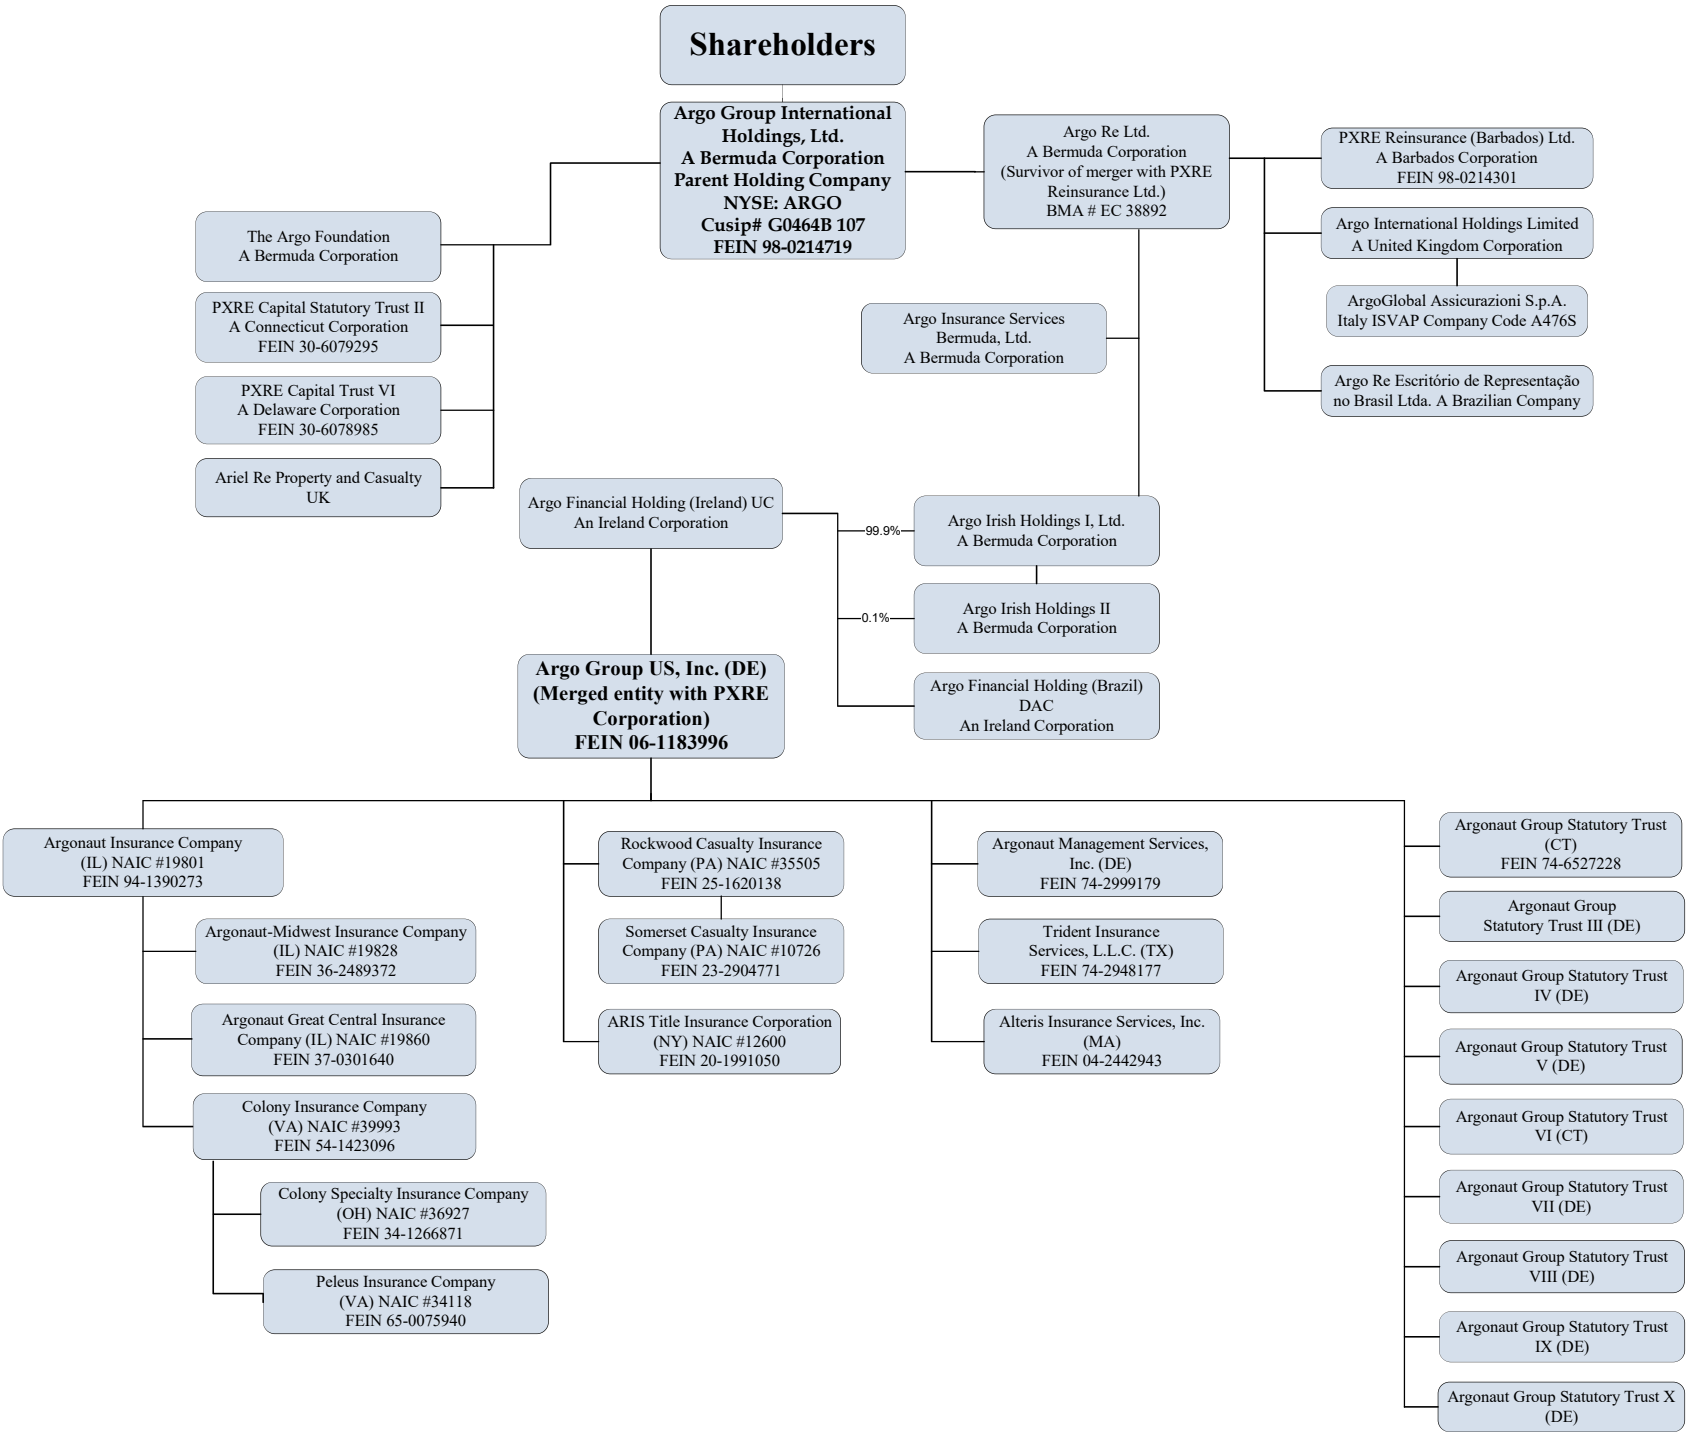 Shareholders
Argo Group International
Holdings, Ltd.
A Bermuda Corporation
Parent Holding Company
NYSE: ARGO
Cusip# G0464B 107
FEIN 98-0214719
Argo Re Ltd.
A Bermuda Corporation
(Survivor of merger with PXRE
Reinsurance Ltd.)
BMA # EC 38892
PXRE Reinsurance (Barbados) Ltd.
A Barbados Corporation
FEIN 98-0214301
Argo International Holdings Limited
A United Kingdom Corporation
ArgoGlobal Assicurazioni S.p.A.
Italy ISVAP Company Code A476S
Argo Re Escritório de Representação
no Brasil Ltda. A Brazilian Company
The Argo Foundation
A Bermuda Corporation
PXRE Capital Statutory Trust II
A Connecticut Corporation
FEIN 30-6079295
PXRE Capital Trust VI
A Delaware Corporation
FEIN 30-6078985
Ariel Re Property and Casualty
UK
Argo Insurance Services
Bermuda, Ltd.
A Bermuda Corporation
Argo Financial Holding (Ireland) UC
An Ireland Corporation
99.9%
Argo Irish Holdings I, Ltd.
A Bermuda Corporation
0.1%
Argo Irish Holdings II
A Bermuda Corporation
Argo Financial Holding (Brazil)
DAC
An Ireland Corporation
Argo Group US, Inc. (DE)
(Merged entity with PXRE
Corporation)
FEIN 06-1183996
Argonaut Insurance Company
(IL) NAIC #19801
FEIN 94-1390273
Argonaut-Midwest Insurance Company
(IL) NAIC #19828
FEIN 36-2489372
Argonaut Great Central Insurance
Company (IL) NAIC #19860
FEIN 37-0301640
Colony Insurance Company
(VA) NAIC #39993
FEIN 54-1423096
Colony Specialty Insurance Company
(OH) NAIC #36927
FEIN 34-1266871
Peleus Insurance Company
(VA) NAIC #34118
FEIN 65-0075940
Rockwood Casualty Insurance
Company (PA) NAIC #35505
FEIN 25-1620138
Somerset Casualty Insurance
Company (PA) NAIC #10726
FEIN 23-2904771
ARIS Title Insurance Corporation
(NY) NAIC #12600
FEIN 20-1991050
Argonaut Management Services,
Inc. (DE)
FEIN 74-2999179
Trident Insurance
Services, L.L.C. (TX)
FEIN 74-2948177
Alteris Insurance Services, Inc.
(MA)
FEIN 04-2442943
Argonaut Group Statutory Trust
(CT)
FEIN 74-6527228
Argonaut Group
Statutory Trust III (DE)
Argonaut Group Statutory Trust
IV (DE)
Argonaut Group Statutory Trust
V (DE)
Argonaut Group Statutory Trust
VI (CT)
Argonaut Group Statutory Trust
VII (DE)
Argonaut Group Statutory Trust
VIII (DE)
Argonaut Group Statutory Trust
IX (DE)
Argonaut Group Statutory Trust X
(DE)